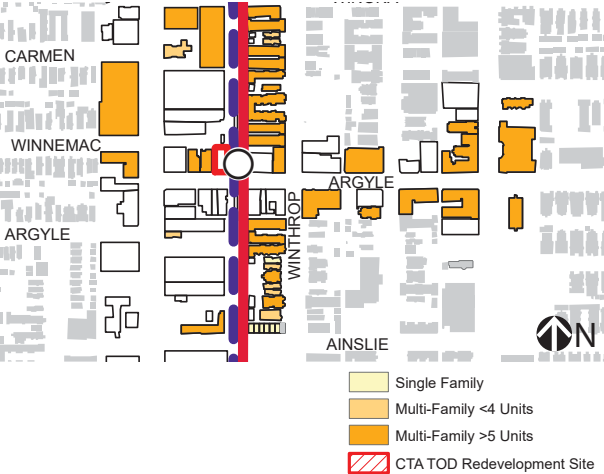 CARMEN
WINNEMAC
ARGYLE
ARGYLE
WINTHROP
AINSLIE
N
Single Family
Multi-Family <4 Units
Multi-Family >5 Units
CTA TOD Redevelopment Site